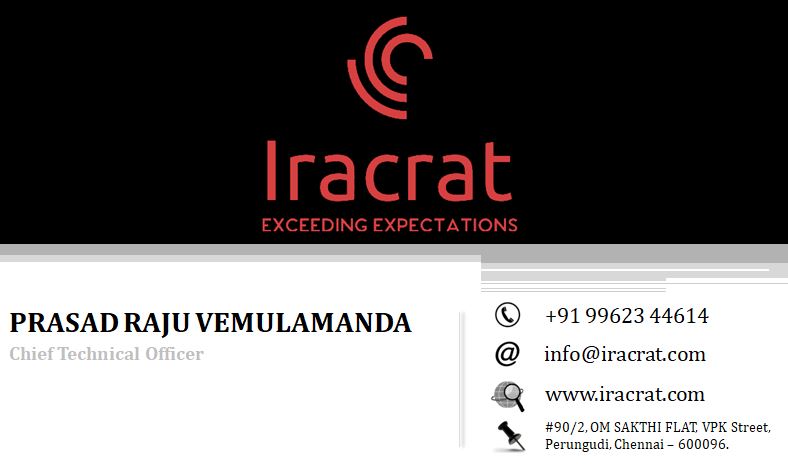 Iracrat
EXCEEDING EXPECTATIONS
PRASAD RAJU VEMULAMANDA
Chief Technical Officer
+91 99623 44614
info@iracrat.com
www.iracrat.com
#90/2, OM SAKTHI FLAT, VPK Street,
Perungudi, Chennai – 600096.